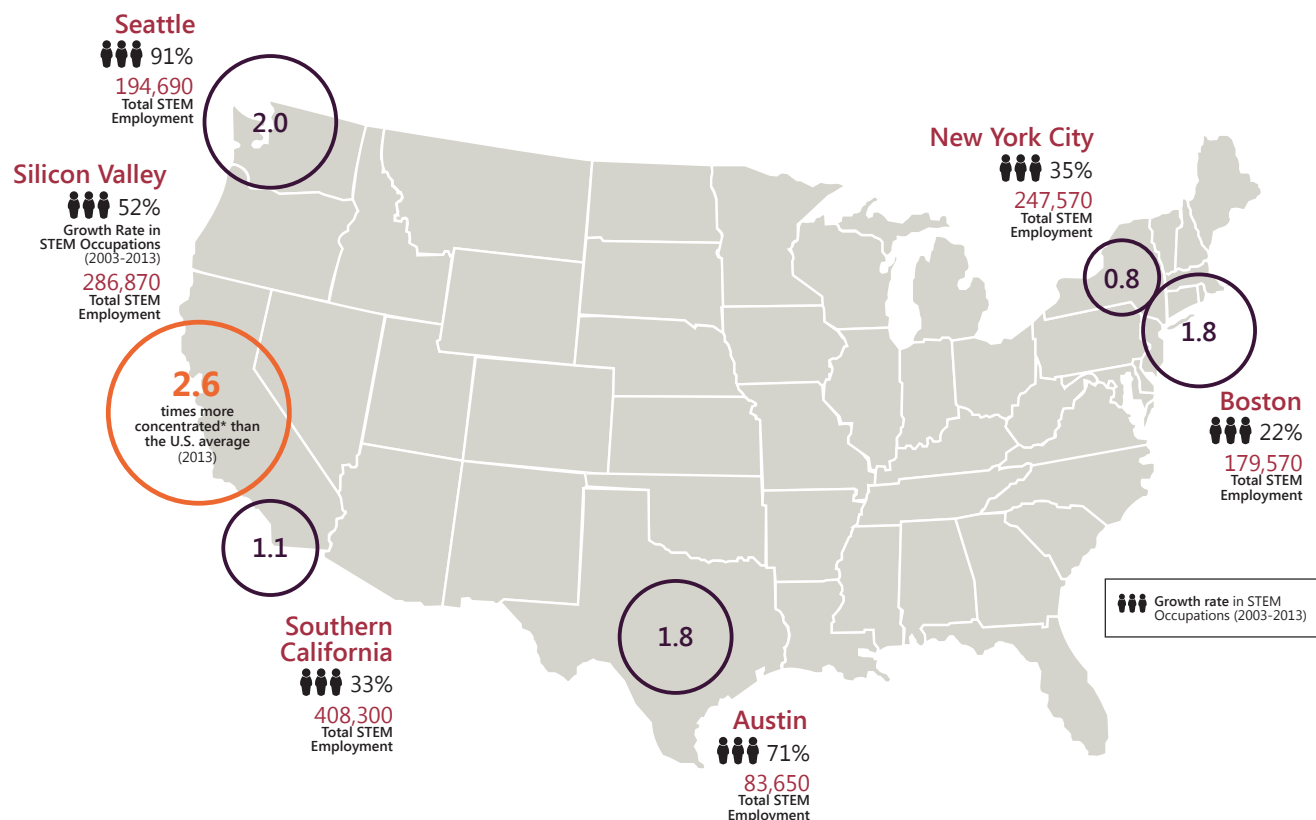 Seattle
91%
194,690
Total STEM
Employment
2.0
Silicon Valley
52%
Growth Rate in
STEM Occupations
(2003-2013)
286,870
Total STEM
Employment
2.6
times more
concentrated* than
the U.S. average
(2013)
1.1
Southern
California
33%
408,300
Total STEM
Employment
1.8
Austin
71%
83,650
Total STEM
Employment
New York City
35%
247,570
Total STEM
Employment
0.8
1.8
Boston
22%
179,570
Total STEM
Employment
Growth rate in STEM
Occupations (2003-2013)